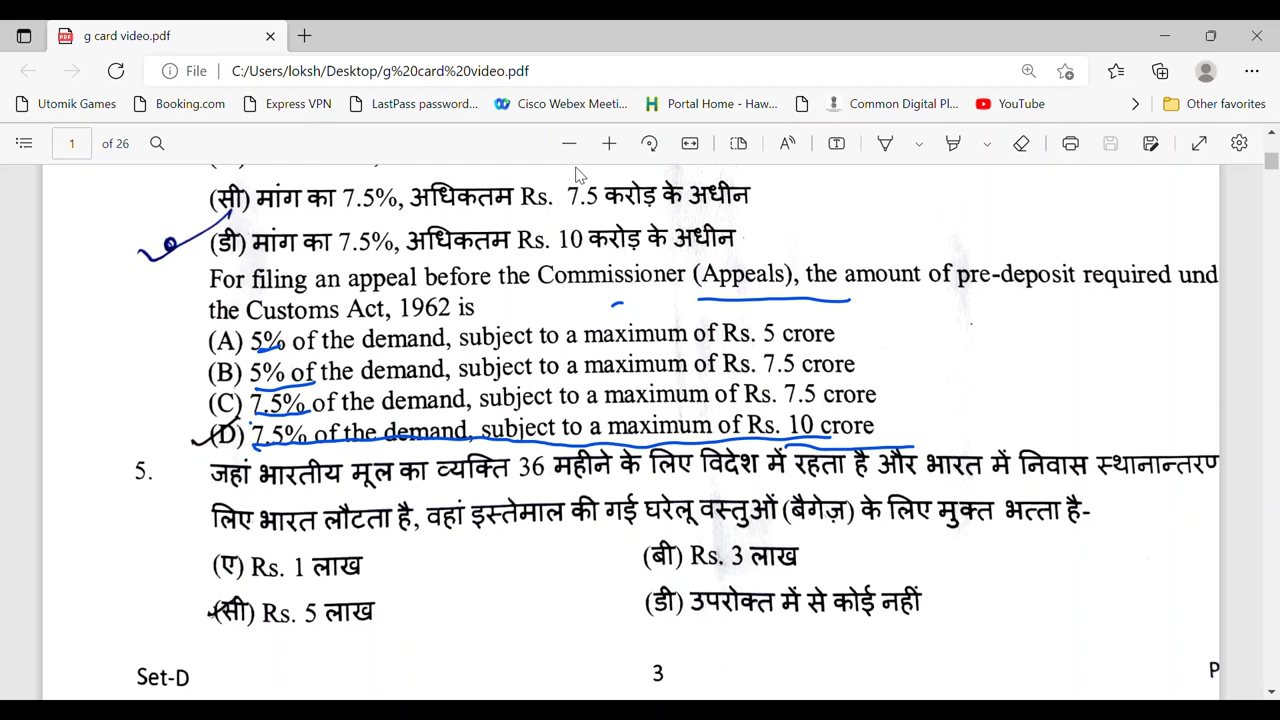 g card video.pdf
File C:/Users/loksh/Desktop/g%20card%20video.pdf
Utomik Games Booking.com Express VPN LastPass password... Cisco Webex Meeti... Portal Home - Haw... Common Digital Pl... YouTube Other favorites
1 of 26
(सी) मांग का 7.5%, अधिकतम Rs. 7.5 करोड़ के अधीन
(डी) मांग का 7.5%, अधिकतम Rs. 10 करोड़ के अधीन
For filing an appeal before the Commissioner (Appeals), the amount of pre-deposit required und
the Customs Act, 1962 is
(A) 5% of the demand, subject to a maximum of Rs. 5 crore
(B) 5% of the demand, subject to a maximum of Rs. 7.5 crore
(C) 7.5% of the demand, subject to a maximum of Rs. 7.5 crore
(D) 7.5% of the demand, subject to a maximum of Rs. 10 crore
5. जहां भारतीय मूल का व्यक्ति 36 महीने के लिए विदेश में रहता है और भारत में निवास स्थानान्तरण
लिए भारत लौटता है, वहां इस्तेमाल की गई घरेलू वस्तुओं (बैगेज़) के लिए मुक्त भत्ता है-
(ए) Rs. 1 लाख (बी) Rs. 3 लाख
(सी) Rs. 5 लाख (डी) उपरोक्त में से कोई नहीं
Set-D 3 P